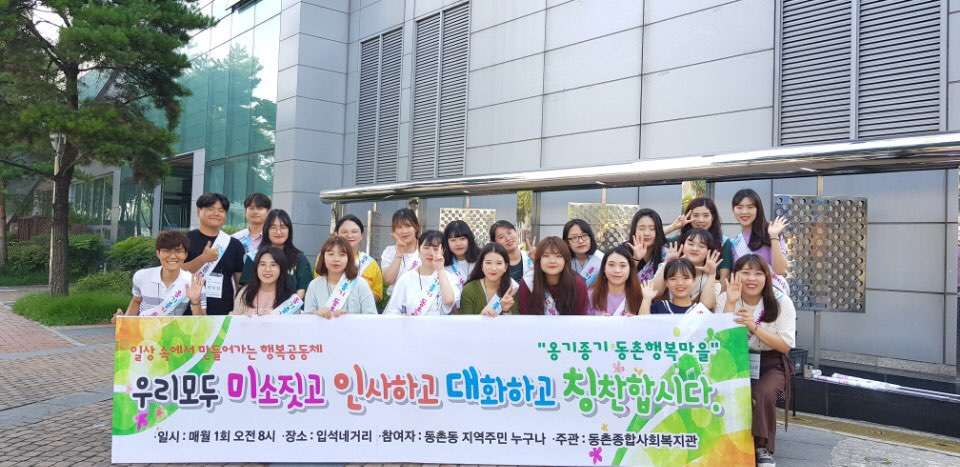 일상 속에서 만들어가는 행복공동체
"옹기종기 동촌행복마을"
우리모두 미소짓고 인사하고 대화하고 칭찬합시다.
·일시 : 매월 1회 오전 8시 ·장소 : 입석네거리 ·참여자 : 동촌동 지역주민 누구나 ·주관 : 동촌종합사회복지관